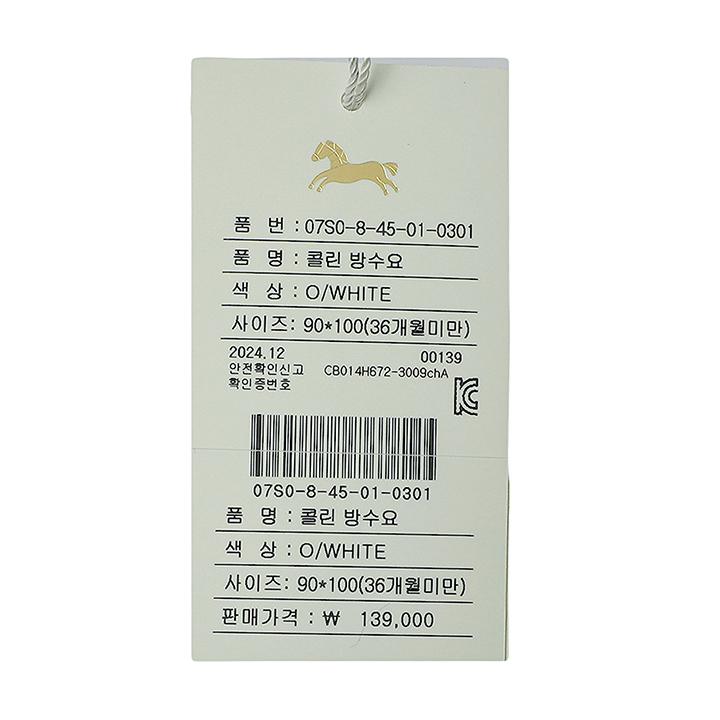 품 번 : 07S0-8-45-01-0301
품 명 : 콜린 방수요
색 상 : O/WHITE
사이즈: 90*100(36개월미만)
2024.12 00139
안전확인신고 확인증번호 CB014H672-3009chA
07S0-8-45-01-0301
품 명 : 콜린 방수요
색 상 : O/WHITE
사이즈: 90*100(36개월미만)
판매가격 : ₩ 139,000